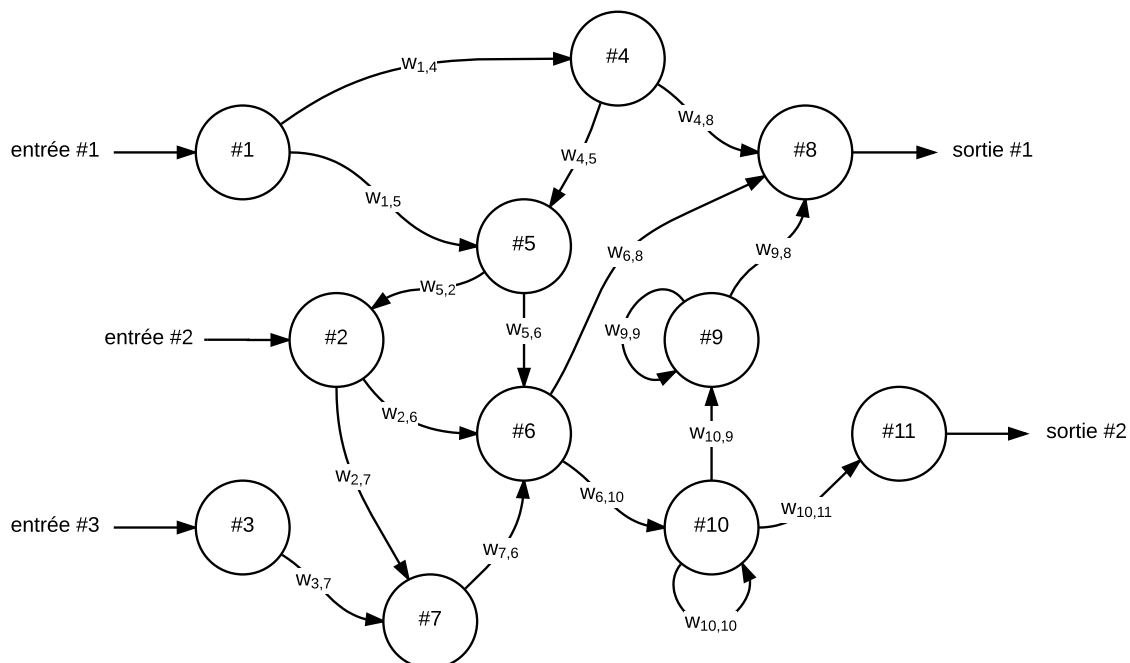 #4
w1,4
w4,8
entrée #1
#1
#8
sortie #1
w4,5
w1,5
#5
w6,8
w9,8
w5,2
entrée #2
#2
w5,6
w9,9
#9
w2,6
#6
w10,9
#11
sortie #2
w2,7
w6,10
w10,11
entrée #3
#3
#10
w7,6
w3,7
#7
w10,10